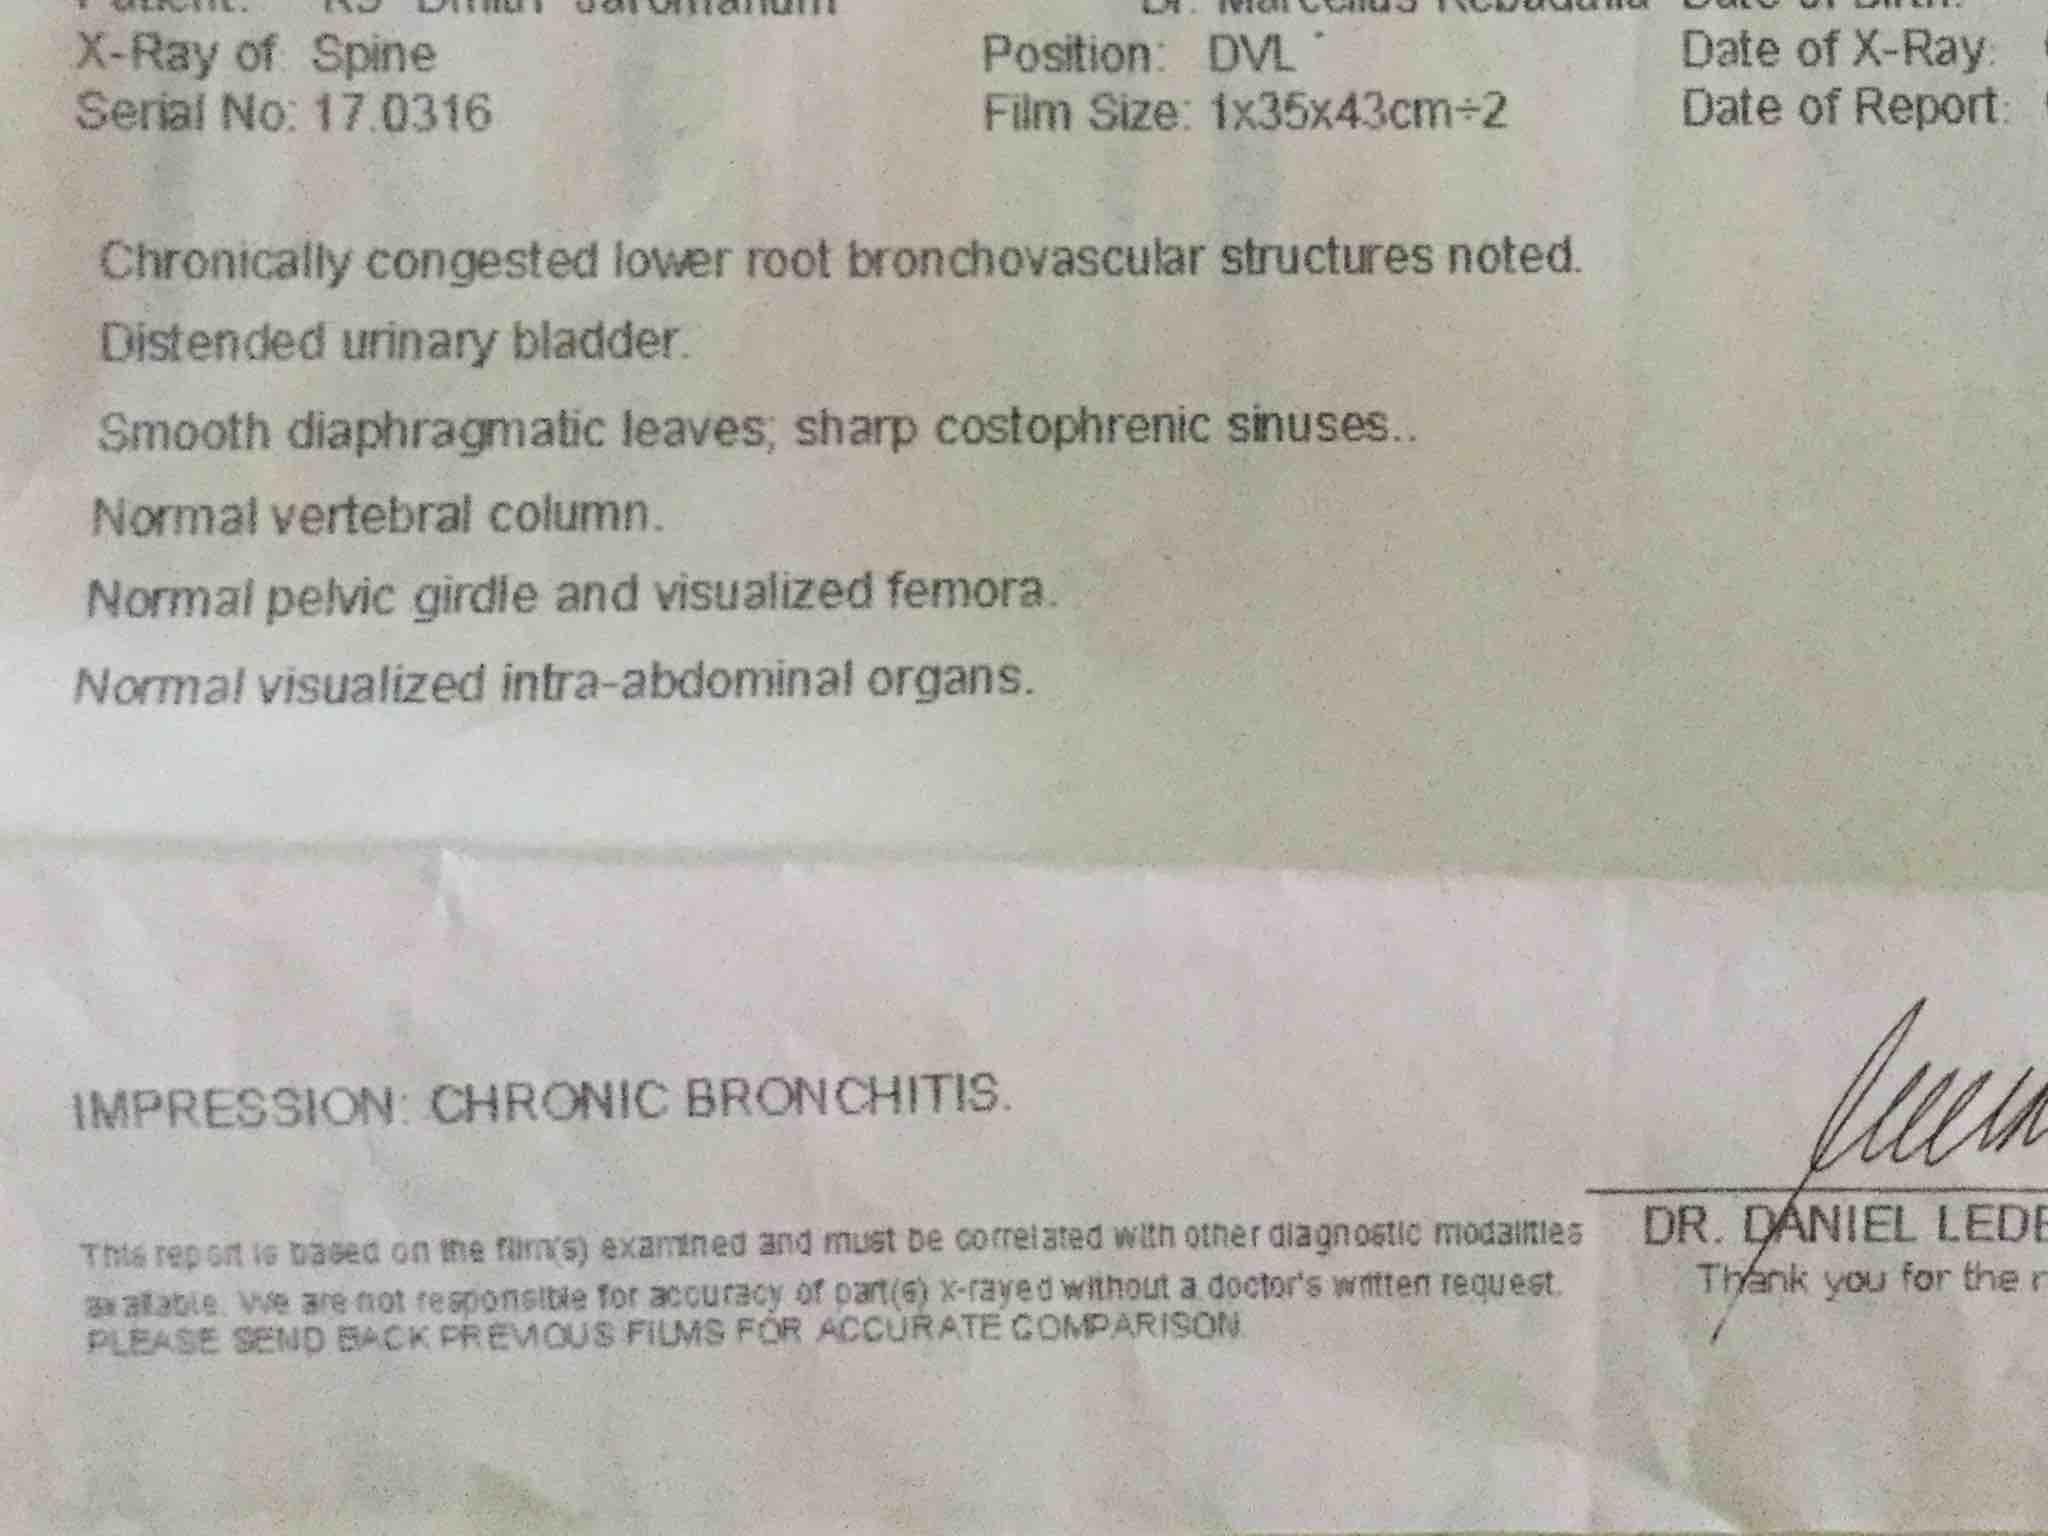 X-Ray of Spine Position: DVL Date of X-Ray:
Serial No: 17.0316 Film Size: 1x35x43cm÷2 Date of Report:
Chronically congested lower root bronchovascular structures noted.
Distended urinary bladder.
Smooth diaphragmatic leaves; sharp costophrenic sinuses..
Normal vertebral column.
Normal pelvic girdle and visualized femora.
Normal visualized intra-abdominal organs.
IMPRESSION: CHRONIC BRONCHITIS.
This report is based on the film(s) examined and must be correlated with other diagnostic modalities
available. We are not responsible for accuracy of part(s) x-rayed without a doctor's written request.
PLEASE SEND BACK PREVIOUS FILMS FOR ACCURATE COMPARISON
DR. DANIEL
Thank you for the